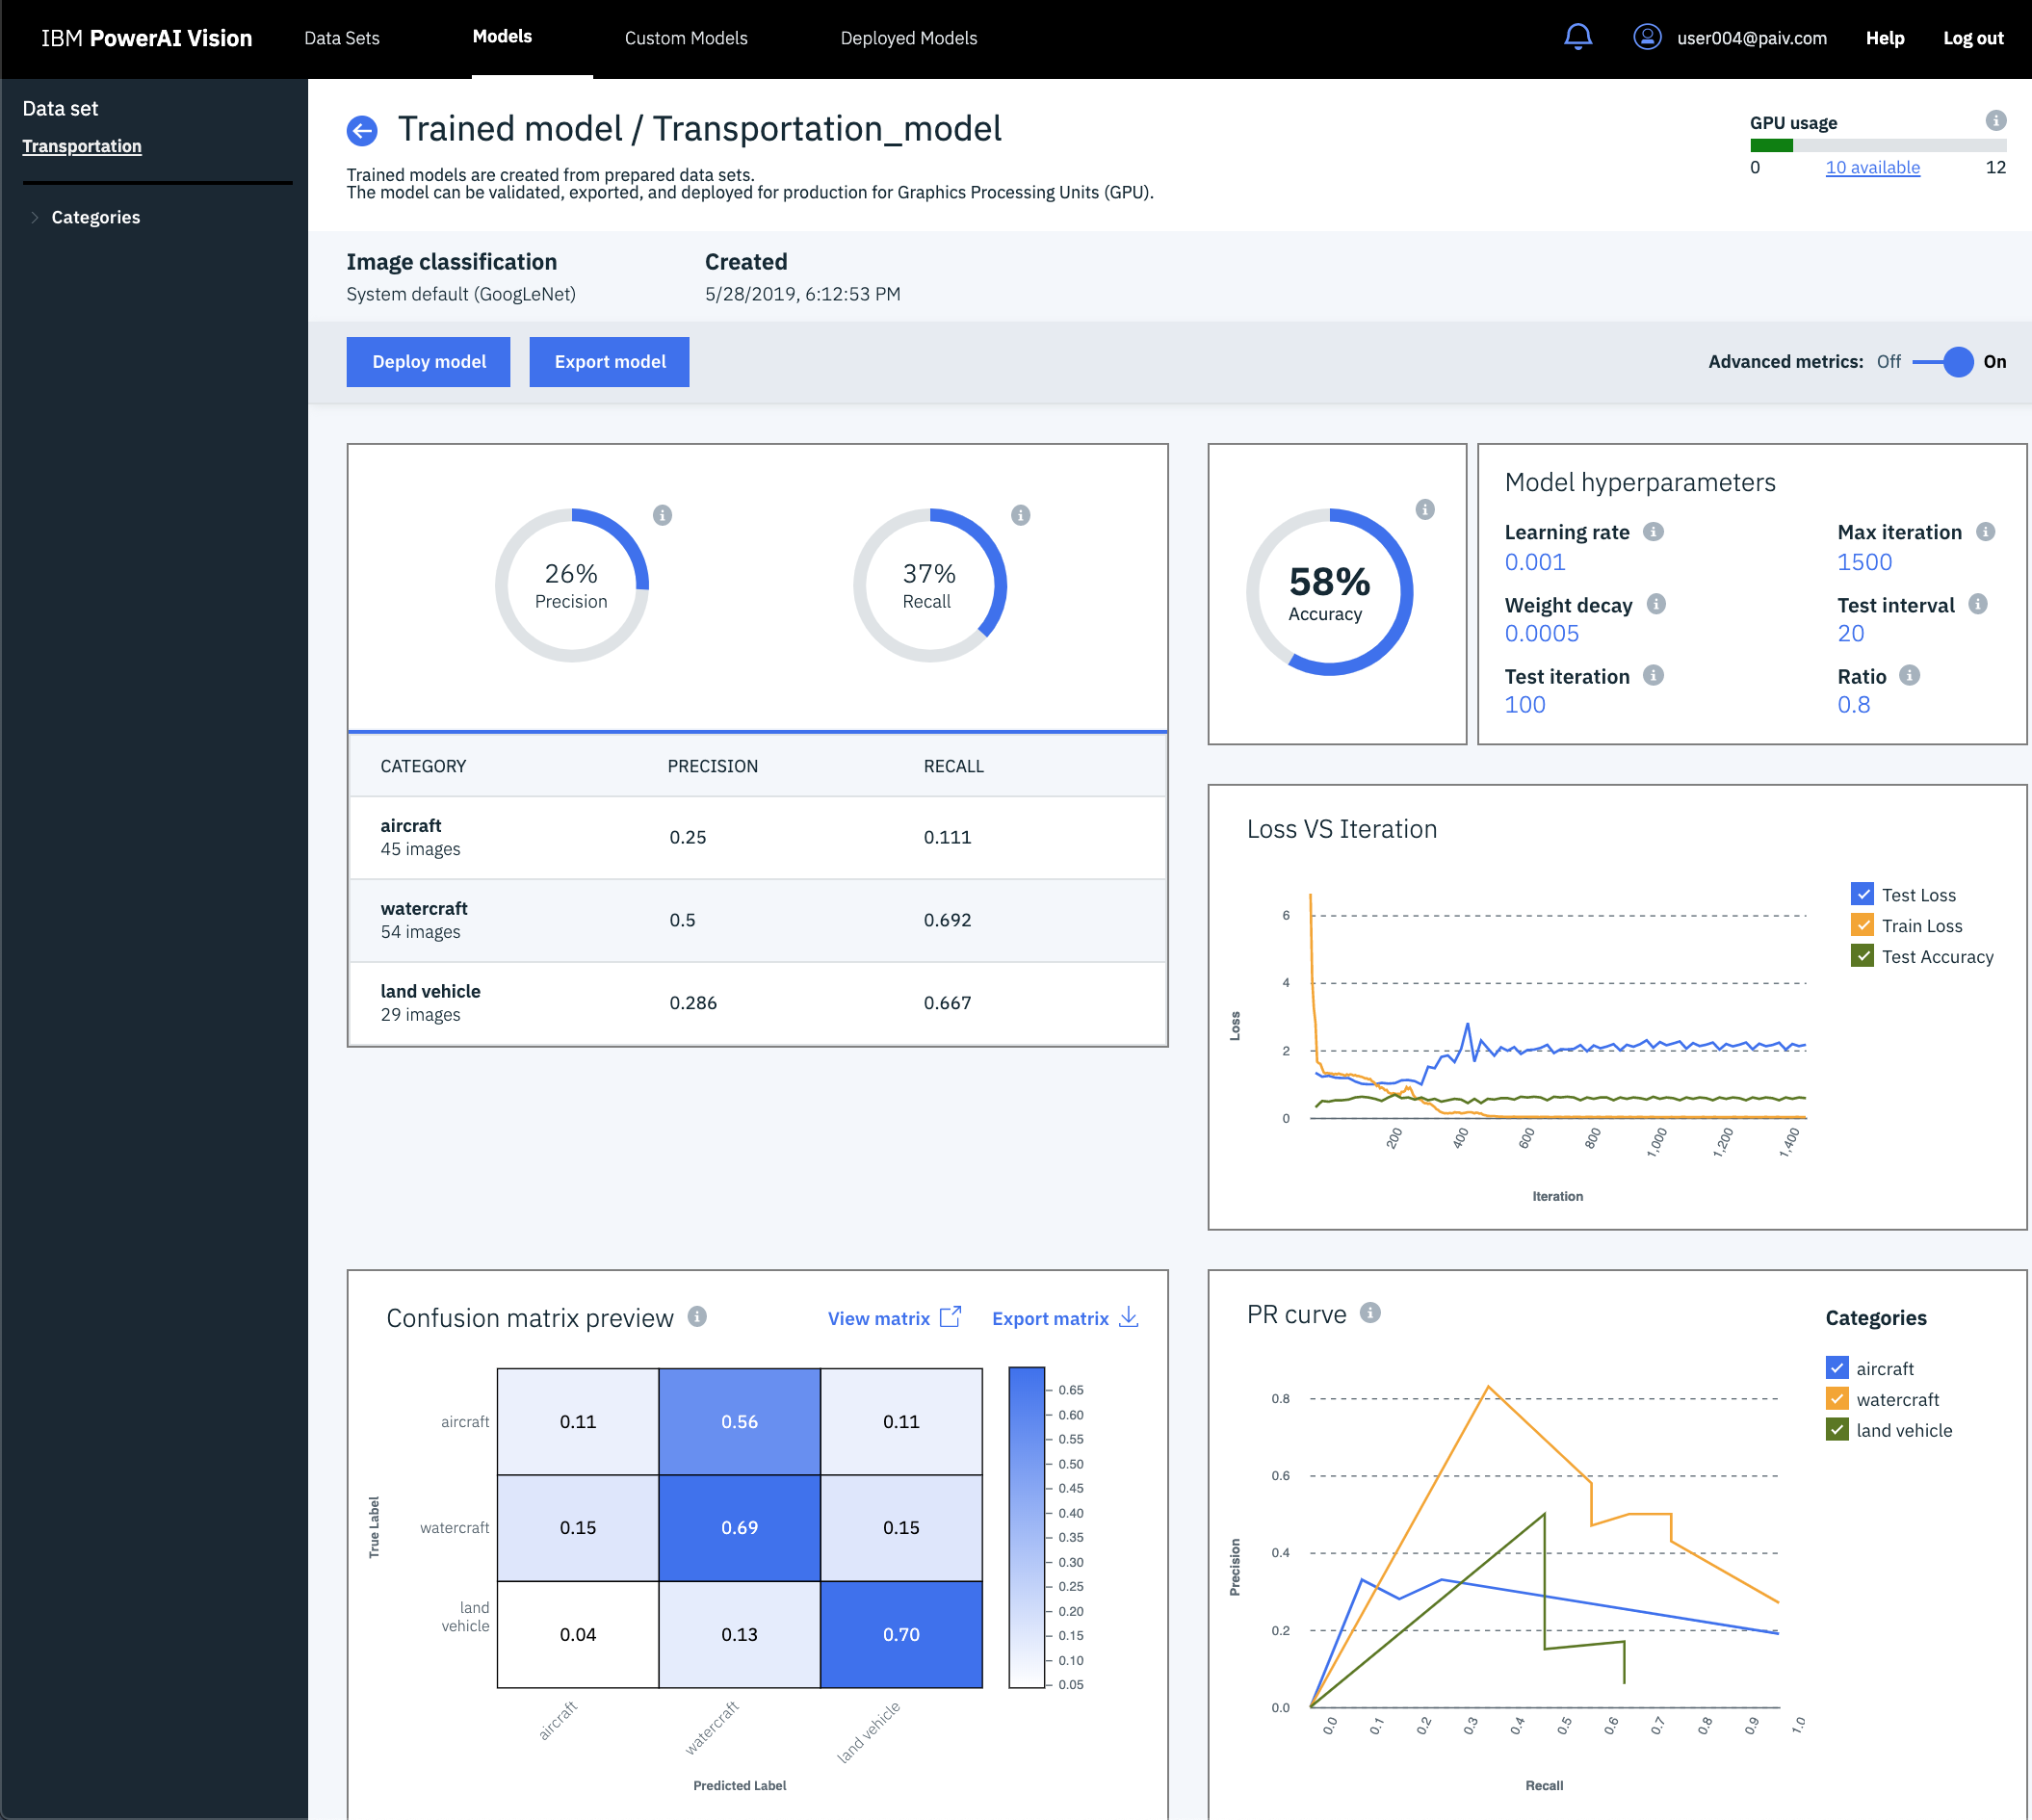 IBM PowerAI Vision
Data Sets
Models
Custom Models
Deployed Models
user004@paiv.com
Help
Log out
Data set
Transportation
Categories
Trained model / Transportation_model
Trained models are created from prepared data sets.
The model can be validated, exported, and deployed for production for Graphics Processing Units (GPU).
GPU usage
0 10 available 12
Image classification
System default (GoogLeNet)
Created
5/28/2019, 6:12:53 PM
Deploy model
Export model
Advanced metrics: Off On
26%
Precision
37%
Recall
CATEGORY PRECISION RECALL
aircraft
45 images
0.25 0.111
watercraft
54 images
0.5 0.692
land vehicle
29 images
0.286 0.667
58%
Accuracy
Model hyperparameters
Learning rate
0.001
Max iteration
1500
Weight decay
0.0005
Test interval
20
Test iteration
100
Ratio
0.8
Loss VS Iteration
Test Loss
Train Loss
Test Accuracy
Loss
6
4
2
0
200 400 600 800 1,000 1,200 1,400
Iteration
Confusion matrix preview
View matrix
Export matrix
True Label
aircraft 0.11 0.56 0.11
watercraft 0.15 0.69 0.15
land
vehicle
0.04 0.13 0.70
aircraft watercraft land vehicle
Predicted Label
0.65
0.60
0.55
0.50
0.45
0.40
0.35
0.30
0.25
0.20
0.15
0.10
0.05
PR curve
Categories
aircraft
watercraft
land vehicle
Precision
0.8
0.6
0.4
0.2
0.0
0.0 0.1 0.2 0.3 0.4 0.5 0.6 0.7 0.8 0.9 1.0
Recall